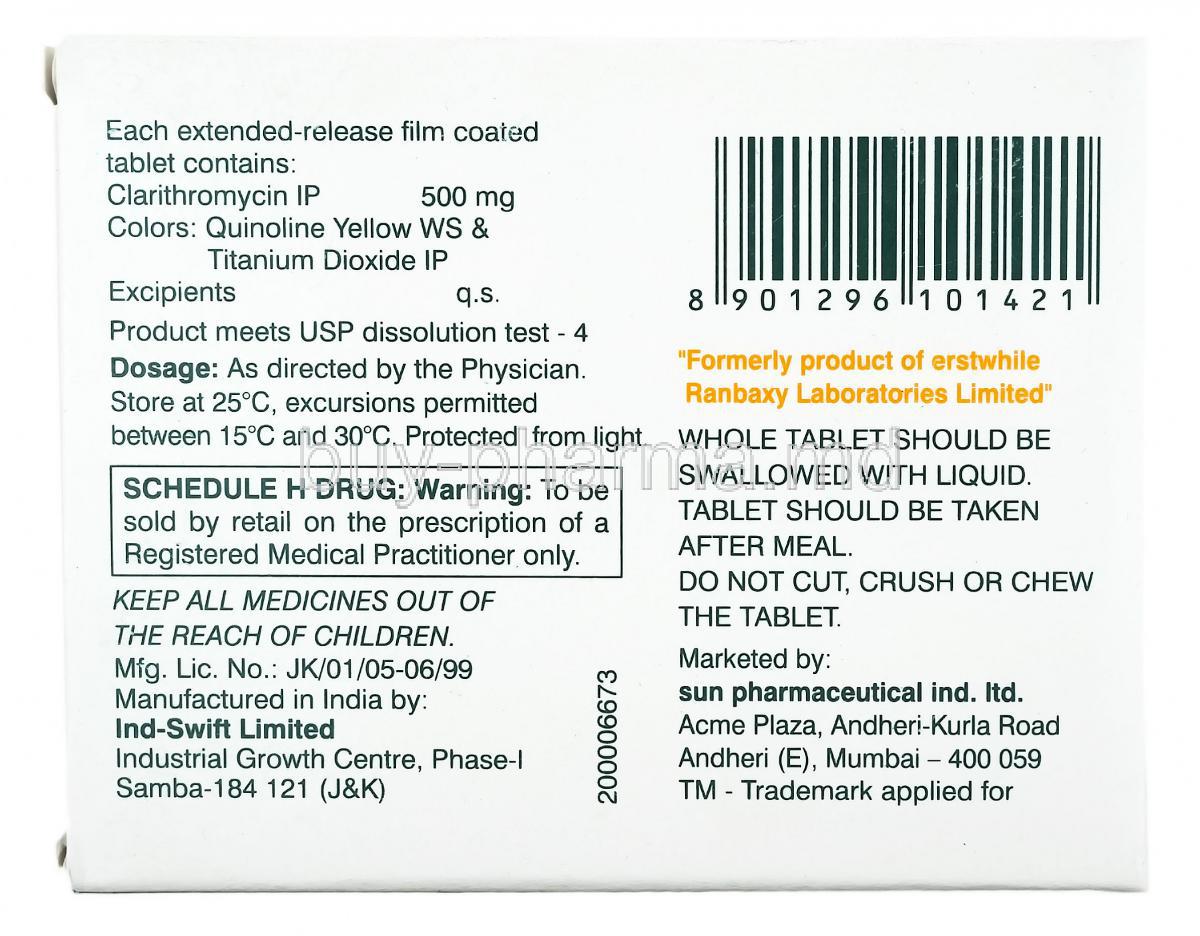 Each extended-release film coated
tablet contains:
Clarithromycin IP 500 mg
Colors: Quinoline Yellow WS &
Titanium Dioxide IP
Excipients q.s.
Product meets USP dissolution test - 4
Dosage: As directed by the Physician.
Store at 25°C, excursions permitted
between 15°C and 30°C. Protected from light.
SCHEDULE H DRUG: Warning: To be
sold by retail on the prescription of a
Registered Medical Practitioner only.
KEEP ALL MEDICINES OUT OF
THE REACH OF CHILDREN.
Mfg. Lic. No.: JK/01/05-06/99
Manufactured in India by:
Ind-Swift Limited
Industrial Growth Centre, Phase-I
Samba-184 121 (J&K)
200006673
8 901296 101421
"Formerly product of erstwhile
Ranbaxy Laboratories Limited"
WHOLE TABLET SHOULD BE
SWALLOWED WITH LIQUID.
TABLET SHOULD BE TAKEN
AFTER MEAL.
DO NOT CUT, CRUSH OR CHEW
THE TABLET.
Marketed by:
sun pharmaceutical ind. ltd.
Acme Plaza, Andheri-Kurla Road
Andheri (E), Mumbai – 400 059
TM - Trademark applied for
buy-pharma.md